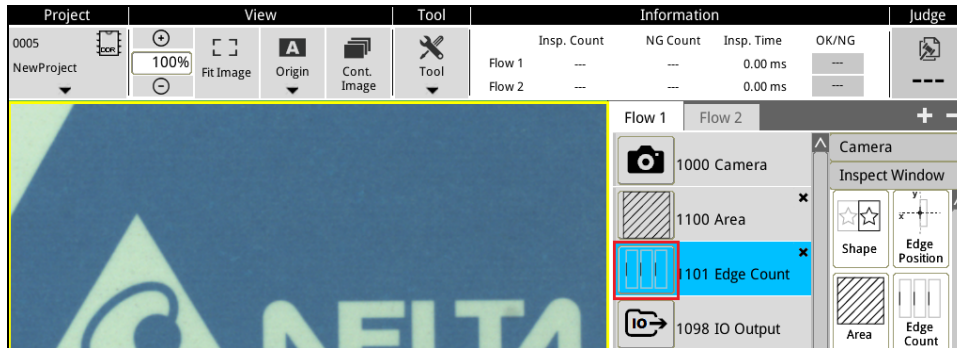 Project
View
Tool
Information
Judge
0005
DDR
NewProject
100%
Fit Image
A
Origin
Cont.
Image
Tool
Insp. Count
NG Count
Insp. Time
OK/NG
Flow 1
---
---
0.00 ms
---
Flow 2
---
---
0.00 ms
---
---
Flow 1
Flow 2
1000 Camera
1100 Area
1101 Edge Count
IO
1098 IO Output
Camera
Inspect Window
Shape
y
x
Edge
Position
Area
Edge
Count
DELTA